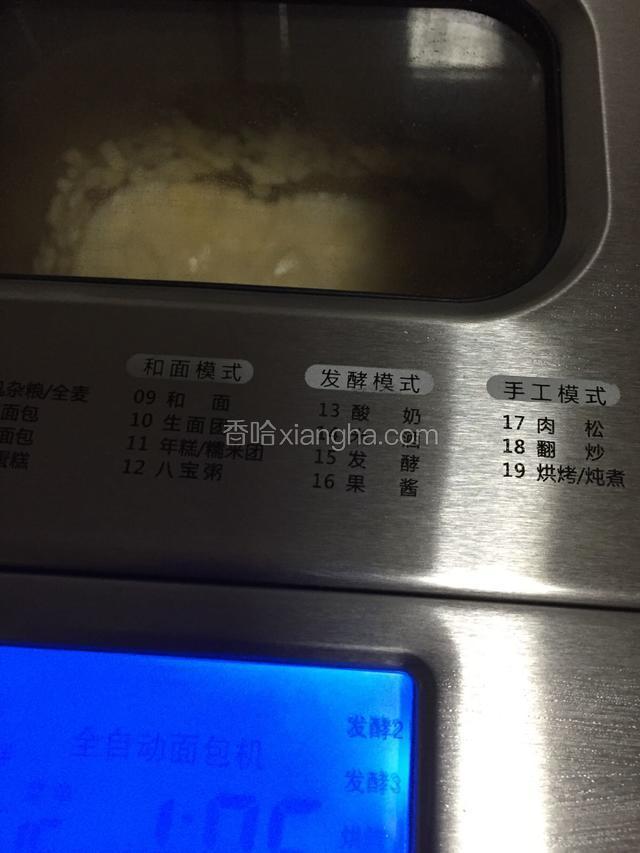 和面模式
发酵模式
手工模式
杂粮/全麦
09 和 面
13 酸 奶
17 肉 松
面包
10 生面团
香哈xiangha.com
18 翻 炒
面包
11 年糕/糯米团
15 发 酵
19 烘烤/炖煮
蛋糕
12 八宝粥
16 果 酱
发酵2
全自动面包机
发酵3